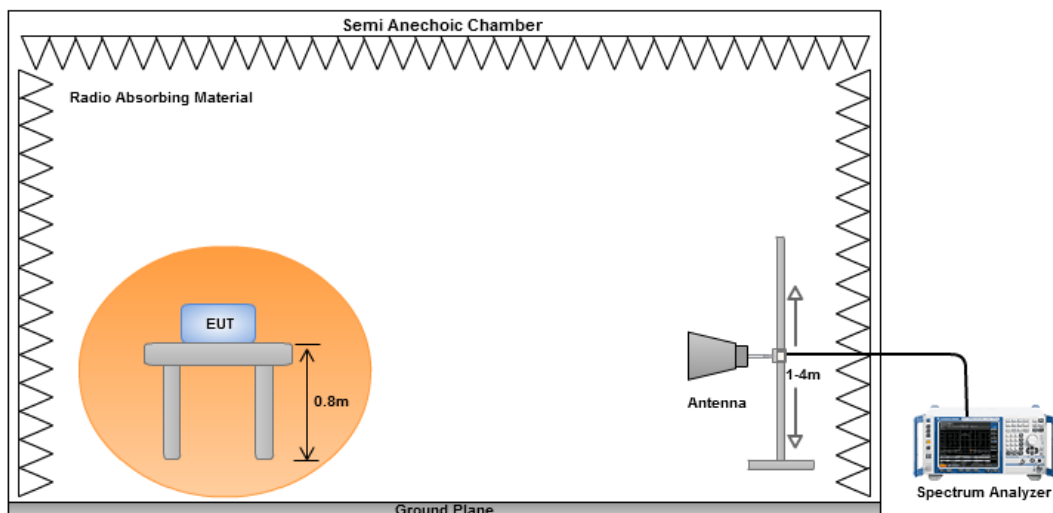 Semi Anechoic Chamber
Radio Absorbing Material
EUT
0.8m
1-4m
Antenna
Spectrum Analyzer
Ground Plane